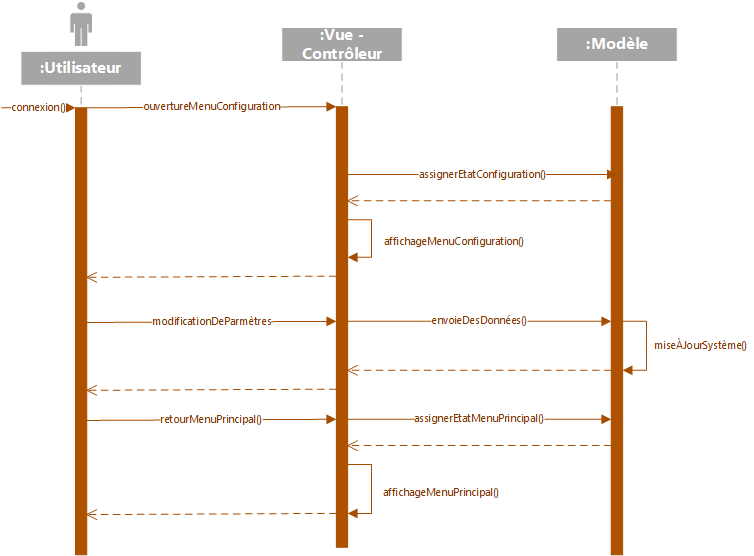 :Utilisateur
:Vue -
Contrôleur
:Modèle
connexion()
ouvertureMenuConfiguration
assignerEtatConfiguration()
affichageMenuConfiguration()
modificationDeParmètres
envoieDesDonnées()
miseÀJourSystème()
retourMenuPrincipal()
assignerEtatMenuPrincipal()
affichageMenuPrincipal()